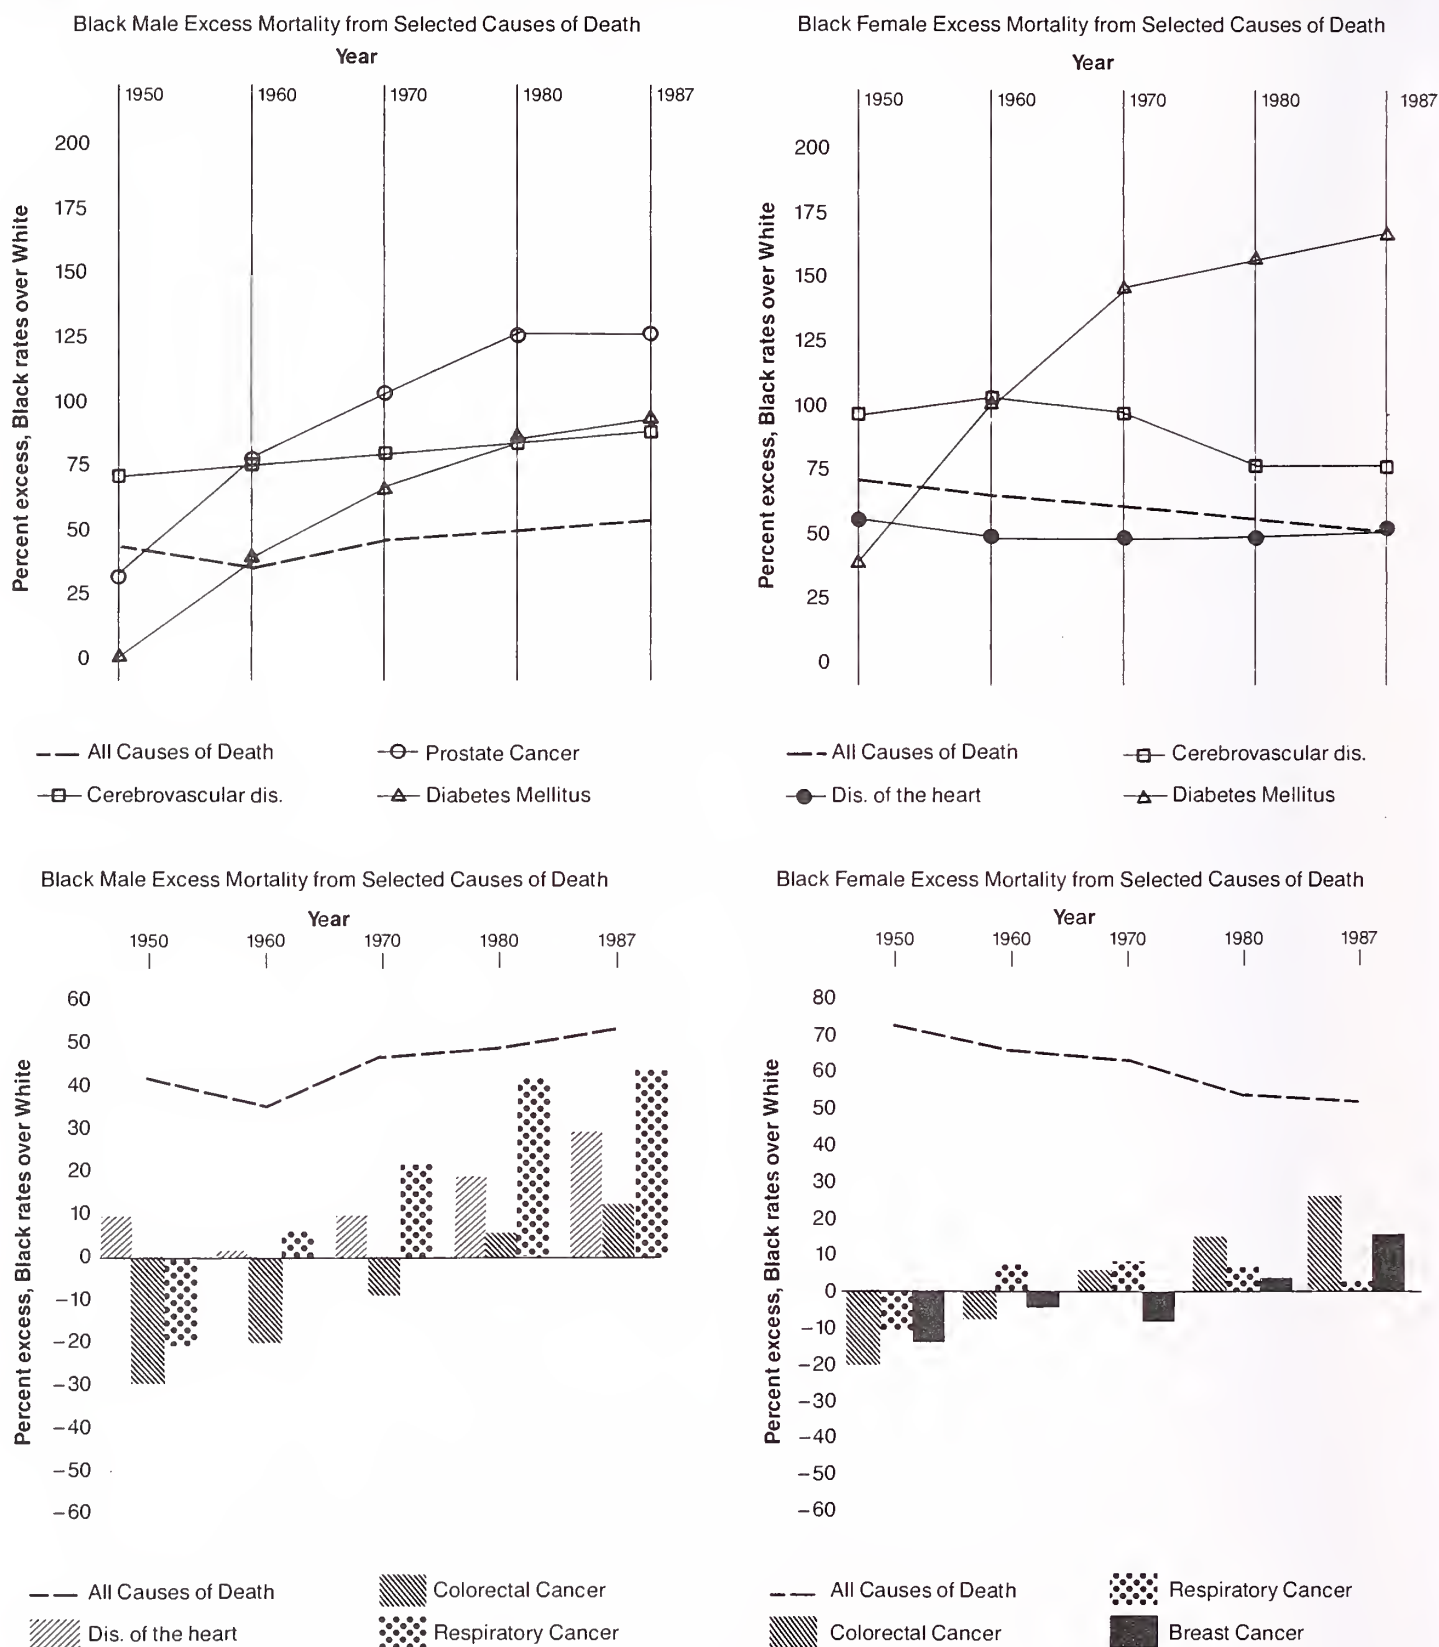 Black Male Excess Mortality from Selected Causes of Death
Year
1950 1960 1970 1980 1987
Percent excess, Black rates over White
200
175
150
125
100
75
50
25
0
All Causes of Death
Prostate Cancer
Cerebrovascular dis.
Diabetes Mellitus
Black Female Excess Mortality from Selected Causes of Death
Year
1950 1960 1970 1980 1987
Percent excess, Black rates over White
200
175
150
125
100
75
50
25
0
All Causes of Death
Cerebrovascular dis.
Dis. of the heart
Diabetes Mellitus
Black Male Excess Mortality from Selected Causes of Death
Year
1950 1960 1970 1980 1987
Percent excess, Black rates over White
60
50
40
30
20
10
0
−10
−20
−30
−40
−50
−60
All Causes of Death
Colorectal Cancer
Dis. of the heart
Respiratory Cancer
Black Female Excess Mortality from Selected Causes of Death
Year
1950 1960 1970 1980 1987
Percent excess, Black rates over White
80
70
60
50
40
30
20
10
0
−10
−20
−30
−40
−50
−60
All Causes of Death
Respiratory Cancer
Colorectal Cancer
Breast Cancer